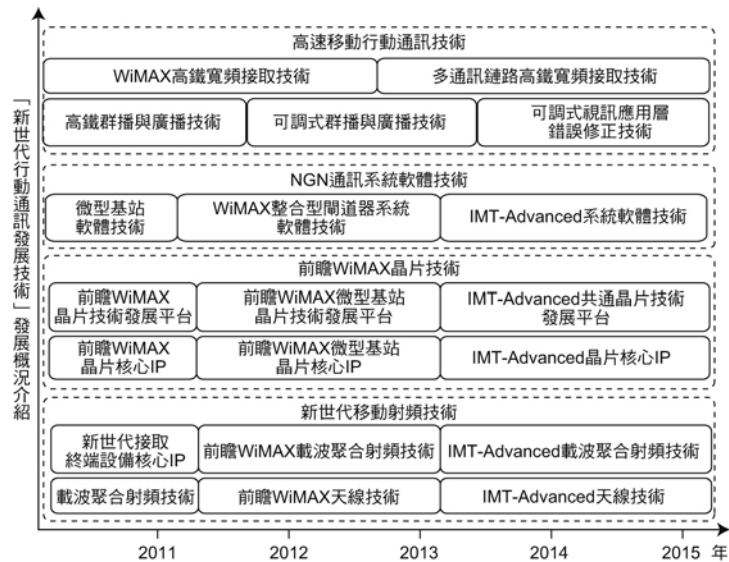 「新世代行動通訊發展技術」發展概況介紹
高速移動行動通訊技術
WiMAX高鐵寬頻接取技術
多通訊鏈路高鐵寬頻接取技術
高鐵群播與廣播技術
可調式群播與廣播技術
可調式視訊應用層
錯誤修正技術
NGN通訊系統軟體技術
微型基站
軟體技術
WiMAX整合型閘道器系統
軟體技術
IMT-Advanced系統軟體技術
前瞻WiMAX晶片技術
前瞻WiMAX
晶片技術發展平台
前瞻WiMAX微型基站
晶片技術發展平台
IMT-Advanced共通晶片技術
發展平台
前瞻WiMAX
晶片核心IP
前瞻WiMAX微型基站
晶片核心IP
IMT-Advanced晶片核心IP
新世代移動射頻技術
新世代接取
終端設備核心IP
前瞻WiMAX載波聚合射頻技術
IMT-Advanced載波聚合射頻技術
載波聚合射頻技術
前瞻WiMAX天線技術
IMT-Advanced天線技術
2011 2012 2013 2014 2015 年